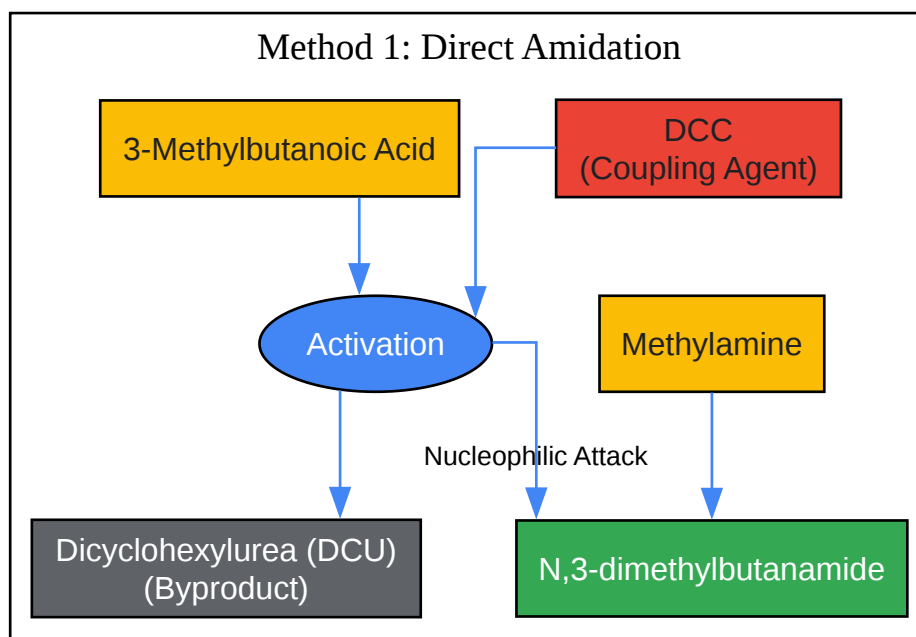 Method 1: Direct Amidation
3-Methylbutanoic Acid
DCC
(Coupling Agent)
Activation
Methylamine
Nucleophilic Attack
Dicyclohexylurea (DCU)
(Byproduct)
N,3-dimethylbutanamide